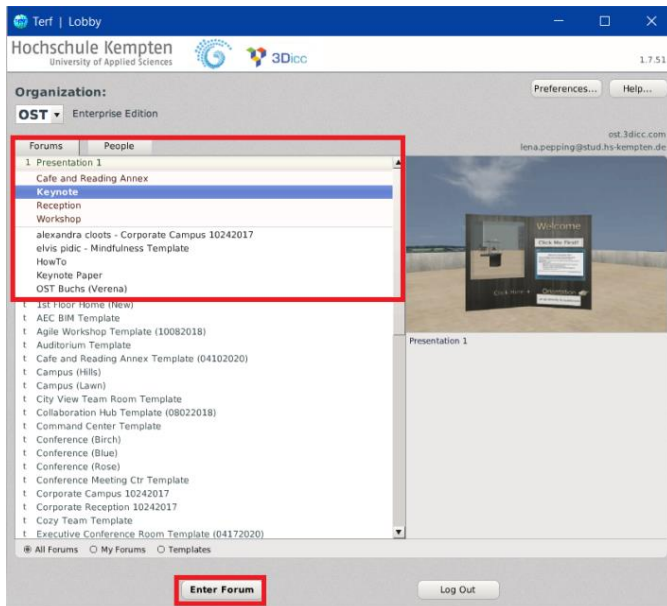 Terf | Lobby
Hochschule Kempten
University of Applied Sciences
3Dicc
1.7.51
Organization:
Preferences...
Help...
OST
Enterprise Edition
ost.3dicc.com
lena.pepping@stud.hs-kempten.de
Forums
People
1 Presentation 1
Cafe and Reading Annex
Keynote
Reception
Workshop
alexandra cloots - Corporate Campus 10242017
elvis pidic - Mindfulness Template
HowTo
Keynote Paper
OST Buchs (Verena)
t 1st Floor Home (New)
t AEC BIM Template
t Agile Workshop Template (10082018)
t Auditorium Template
t Cafe and Reading Annex Template (04102020)
t Campus (Hills)
t Campus (Lawn)
t City View Team Room Template
t Collaboration Hub Template (08022018)
t Command Center Template
t Conference (Birch)
t Conference (Blue)
t Conference (Rose)
t Conference Meeting Ctr Template
t Corporate Campus 10242017
t Corporate Reception 10242017
t Cozy Team Template
t Executive Conference Room Template (04172020)
Welcome
Click Me First!
Click Here
Orientation
Presentation 1
All Forums
My Forums
Templates
Enter Forum
Log Out